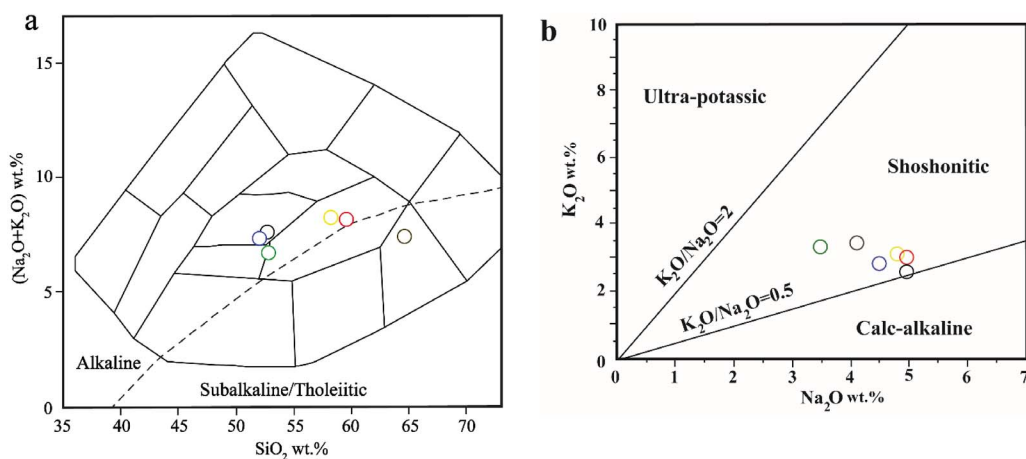 a
(Na₂O+K₂O) wt.%
15
10
5
0
Alkaline
Subalkaline/Tholeiitic
35 40 45 50 55 60 65 70
SiO₂ wt.%
b
K₂O wt.%
10
8
6
4
2
0
Ultra-potassic
Shoshonitic
K₂O/Na₂O=2
K₂O/Na₂O=0.5
Calc-alkaline
0 1 2 3 4 5 6 7
Na₂O wt.%